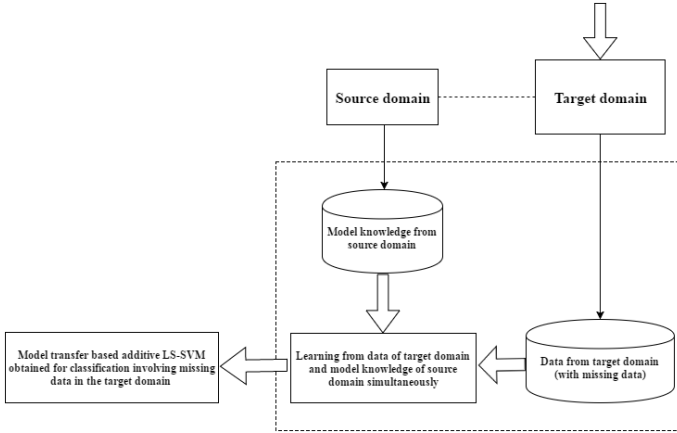 Source domain
Target domain
Model knowledge from
source domain
Model transfer based additive LS-SVM
obtained for classification involving missing
data in the target domain
Learning from data of target domain
and model knowledge of source
domain simultaneously
Data from target domain
(with missing data)